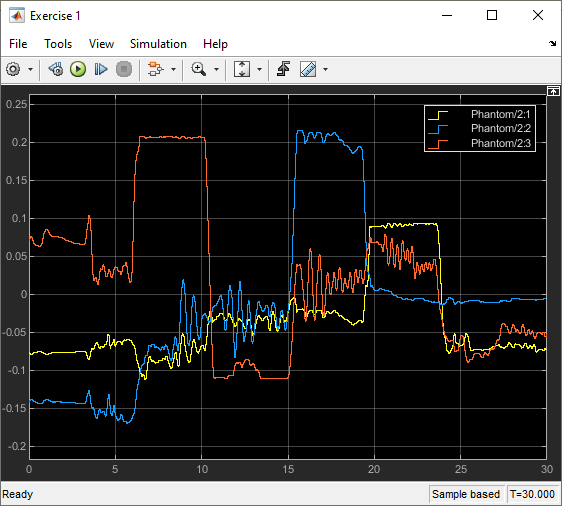 Exercise 1
File Tools View Simulation Help
Phantom/2:1
Phantom/2:2
Phantom/2:3
0.25
0.2
0.15
0.1
0.05
0
-0.05
-0.1
-0.15
-0.2
0 5 10 15 20 25 30
Ready Sample based T=30.000